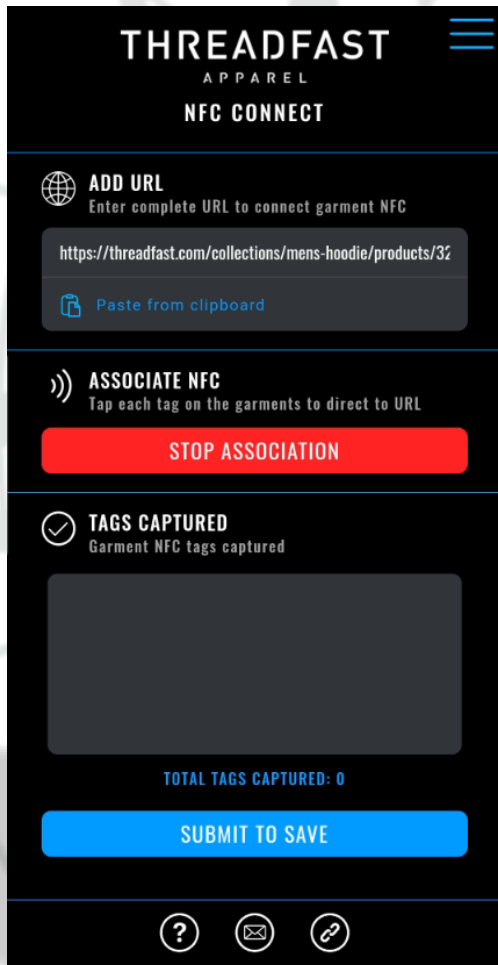 THREADFAST
APPAREL
NFC CONNECT
ADD URL
Enter complete URL to connect garment NFC
https://threadfast.com/collections/mens-hoodie/products/32
Paste from clipboard
ASSOCIATE NFC
Tap each tag on the garments to direct to URL
STOP ASSOCIATION
TAGS CAPTURED
Garment NFC tags captured
TOTAL TAGS CAPTURED: 0
SUBMIT TO SAVE
?